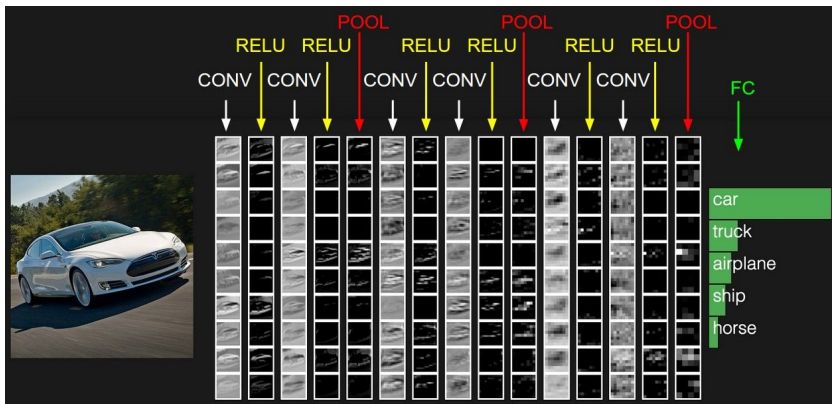 POOL POOL POOL
RELU RELU RELU RELU RELU RELU
CONV CONV CONV CONV CONV CONV FC
car
truck
airplane
ship
horse